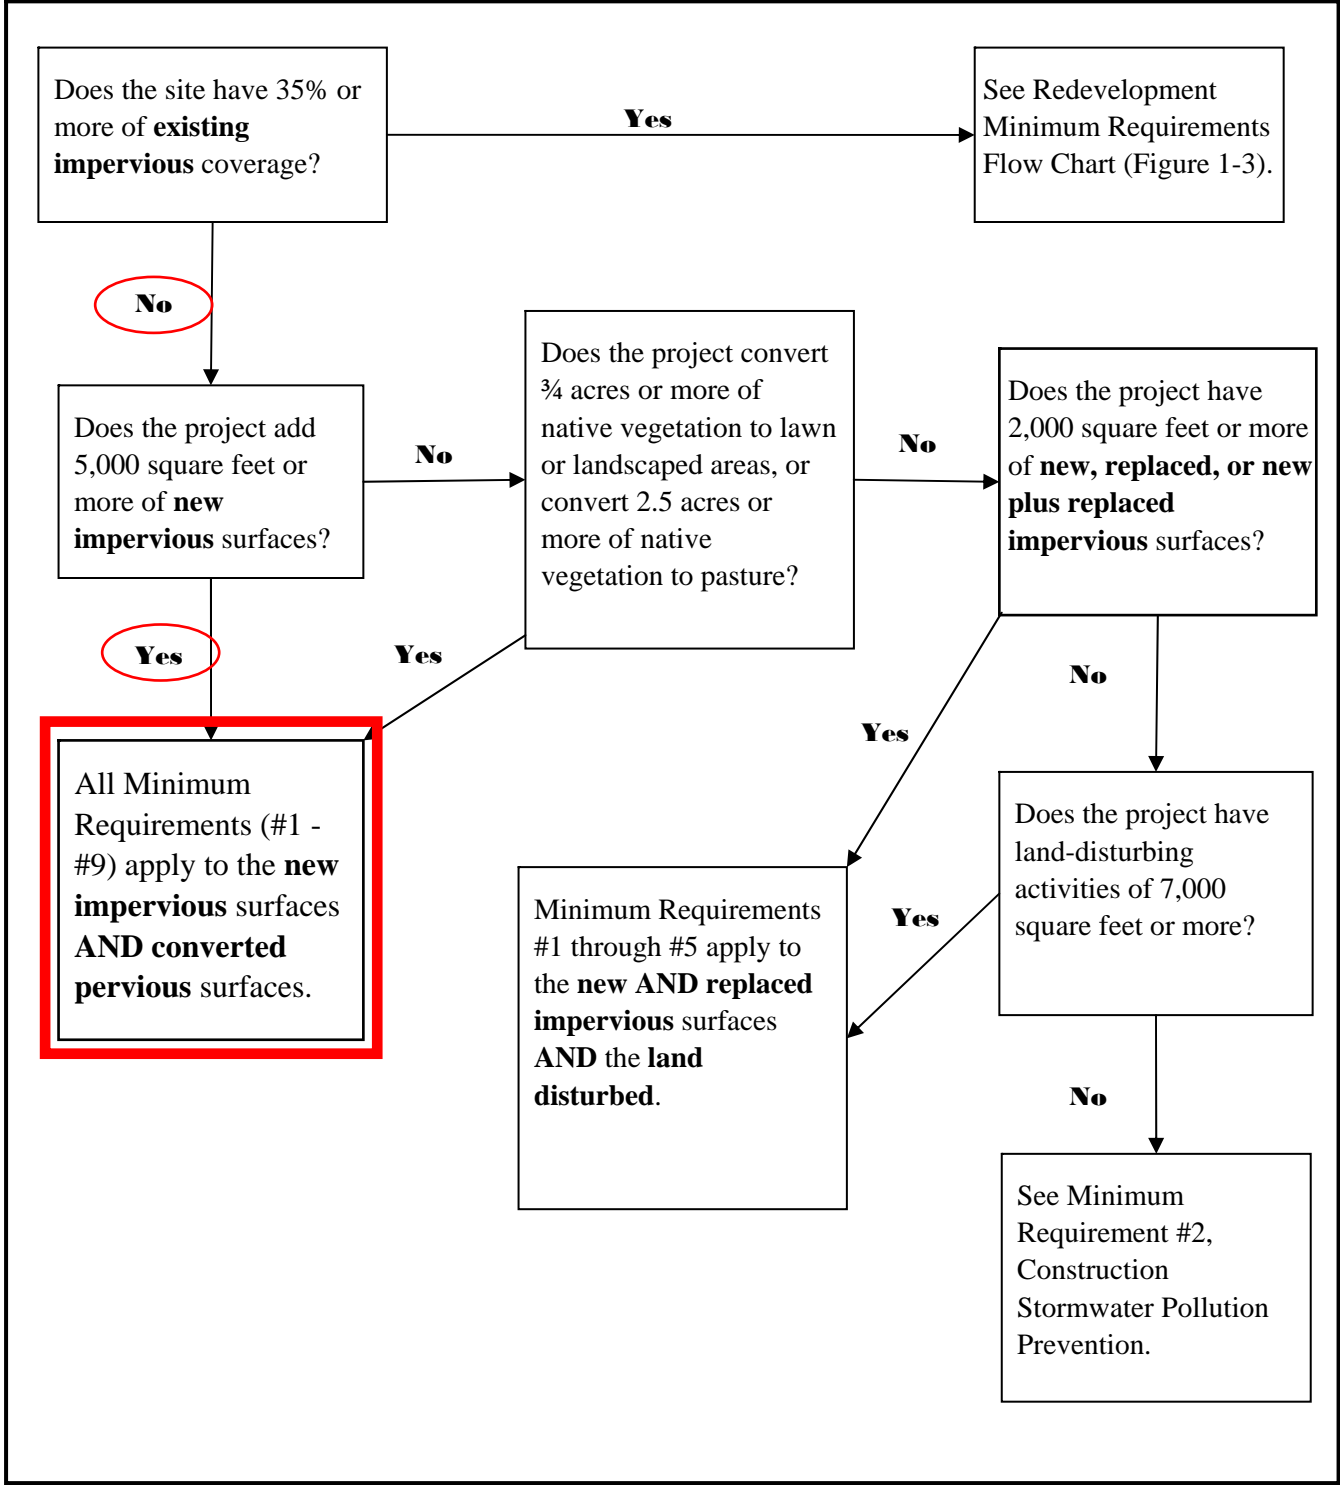 Does the site have 35% or
more of existing
impervious coverage?
Yes
See Redevelopment
Minimum Requirements
Flow Chart (Figure 1-3).
No
Does the project add
5,000 square feet or
more of new
impervious surfaces?
No
Does the project convert
¾ acres or more of
native vegetation to lawn
or landscaped areas, or
convert 2.5 acres or
more of native
vegetation to pasture?
No
Does the project have
2,000 square feet or more
of new, replaced, or new
plus replaced
impervious surfaces?
Yes
Yes
Yes
No
All Minimum
Requirements (#1 -
#9) apply to the new
impervious surfaces
AND converted
pervious surfaces.
Minimum Requirements
#1 through #5 apply to
the new AND replaced
impervious surfaces
AND the land
disturbed.
Yes
Does the project have
land-disturbing
activities of 7,000
square feet or more?
No
See Minimum
Requirement #2,
Construction
Stormwater Pollution
Prevention.